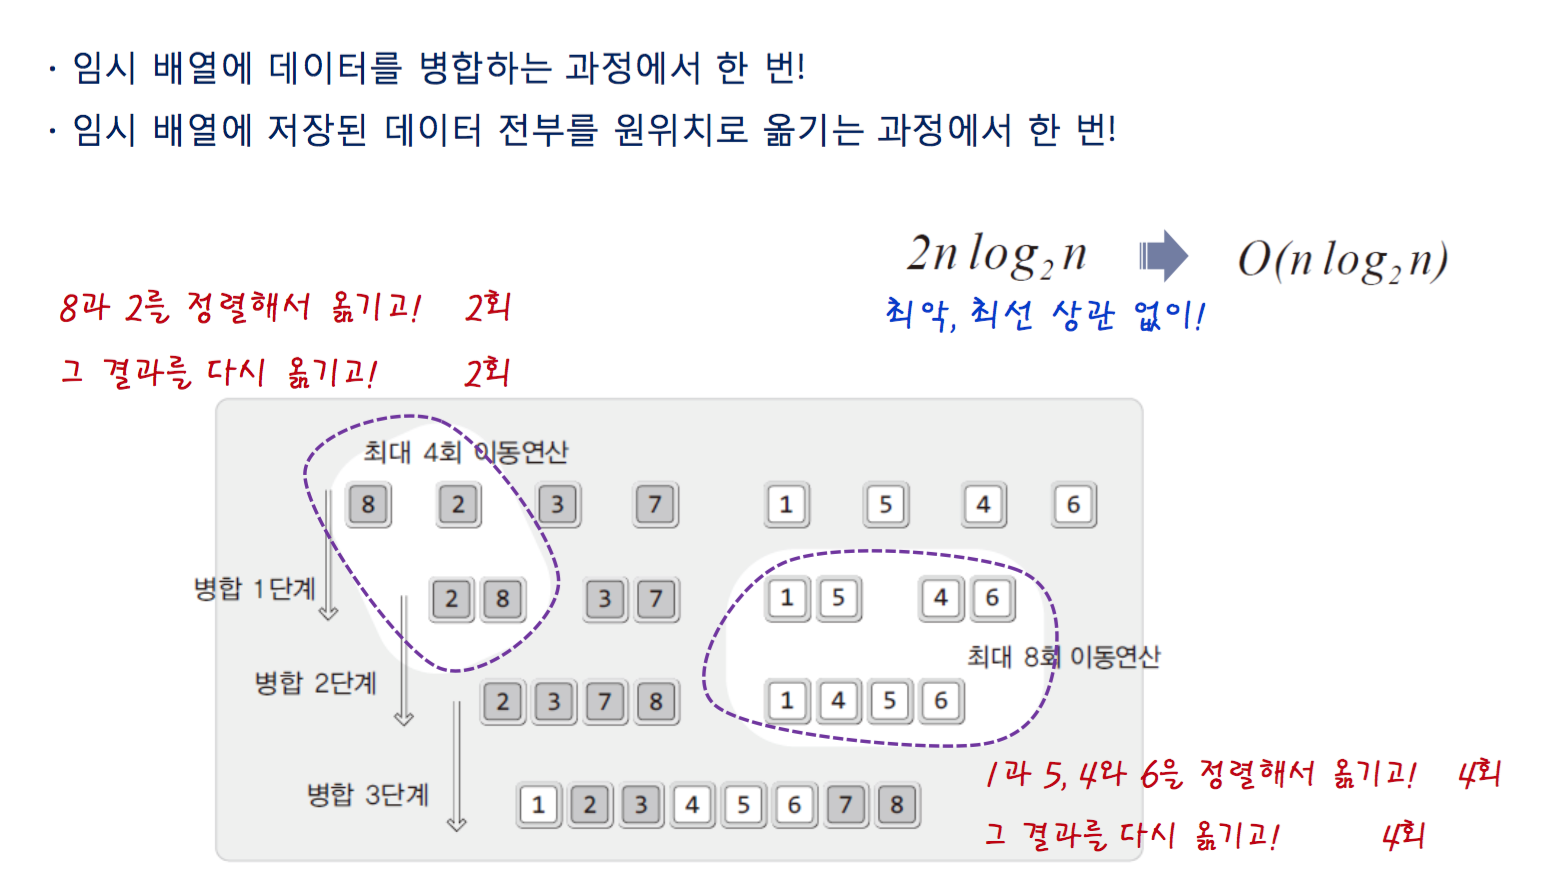 · 임시 배열에 데이터를 병합하는 과정에서 한 번!
· 임시 배열에 저장된 데이터 전부를 원위치로 옮기는 과정에서 한 번!
2n log₂ n O(n log₂ n)
최악, 최선 상관 없이!
8과 2를 정렬해서 옮기고! 2회
그 결과를 다시 옮기고! 2회
최대 4회 이동연산
8 2 3 7 1 5 4 6
병합 1단계
2 8 3 7 1 5 4 6
최대 8회 이동연산
병합 2단계
2 3 7 8 1 4 5 6
병합 3단계
1 2 3 4 5 6 7 8
1과 5, 4와 6을 정렬해서 옮기고! 4회
그 결과를 다시 옮기고! 4회